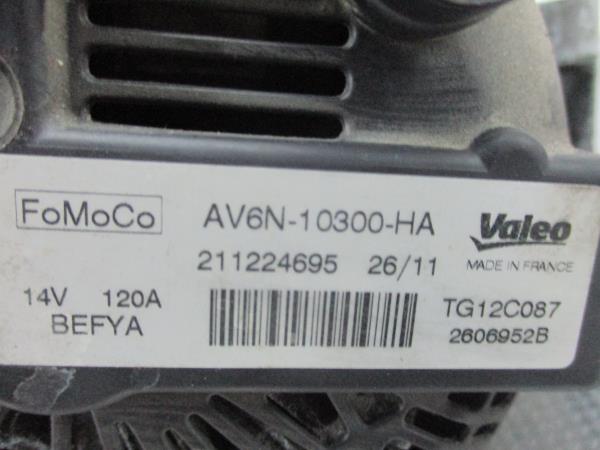 FoMoCo AV6N-10300-HA Valeo
211224695 26/11 MADE IN FRANCE
14V 120A TG12C087
BEFYA 2606952B